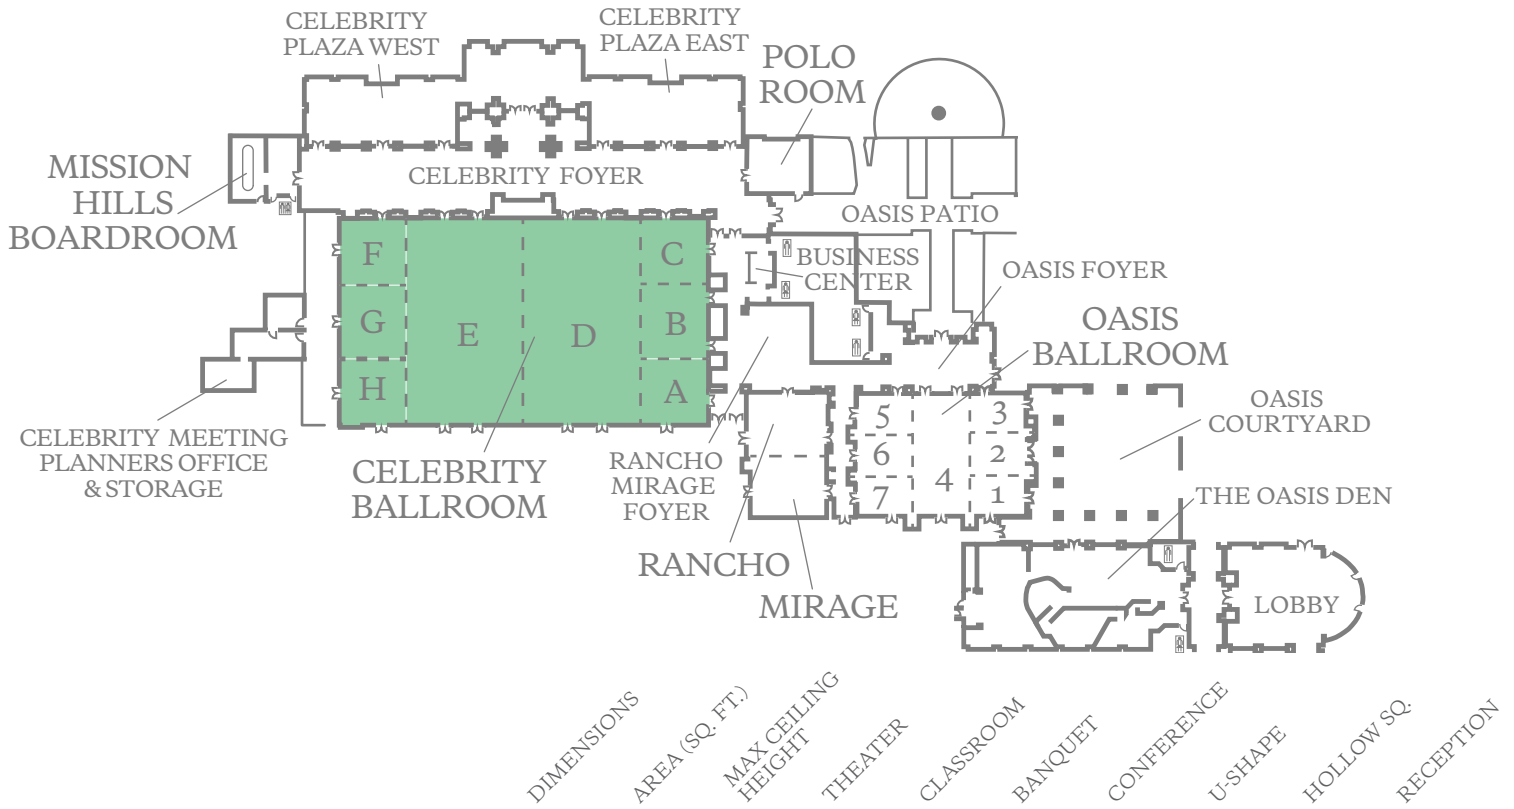 CELEBRITY
PLAZA WEST
CELEBRITY
PLAZA EAST
POLO
ROOM
MISSION
HILLS
BOARDROOM
CELEBRITY FOYER
OASIS PATIO
BUSINESS
CENTER
OASIS FOYER
OASIS
BALLROOM
F
C
G
E
D
B
H
A
5
3
6
2
4
7
1
OASIS
COURTYARD
CELEBRITY MEETING
PLANNERS OFFICE
& STORAGE
CELEBRITY
BALLROOM
RANCHO
MIRAGE
FOYER
THE OASIS DEN
RANCHO
MIRAGE
LOBBY
DIMENSIONS
AREA (SQ. FT.)
MAX CEILING
HEIGHT
THEATER
CLASSROOM
BANQUET
CONFERENCE
U-SHAPE
HOLLOW SQ.
RECEPTION